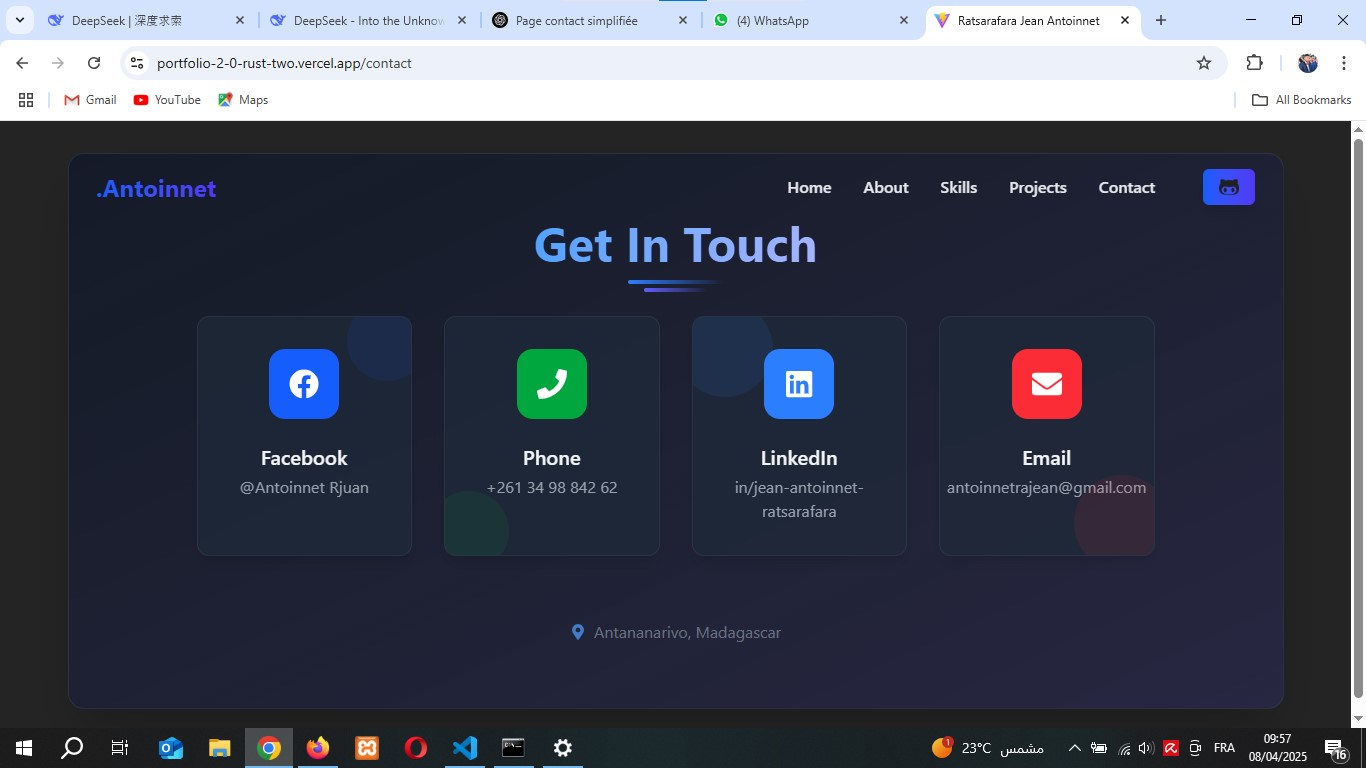 DeepSeek | 深度求索
DeepSeek - Into the Unknow
Page contact simplifiée
(4) WhatsApp
Ratsarafara Jean Antoinnet
portfolio-2-0-rust-two.vercel.app/contact
Gmail
YouTube
Maps
All Bookmarks
.Antoinnet
Home
About
Skills
Projects
Contact
Get In Touch
Facebook
@Antoinnet Rjuan
Phone
+261 34 98 842 62
LinkedIn
in/jean-antoinnet-
ratsarafara
Email
antoinnetrajean@gmail.com
Antananarivo, Madagascar
1
23°C مشمس
FRA
09:57
08/04/2025
16